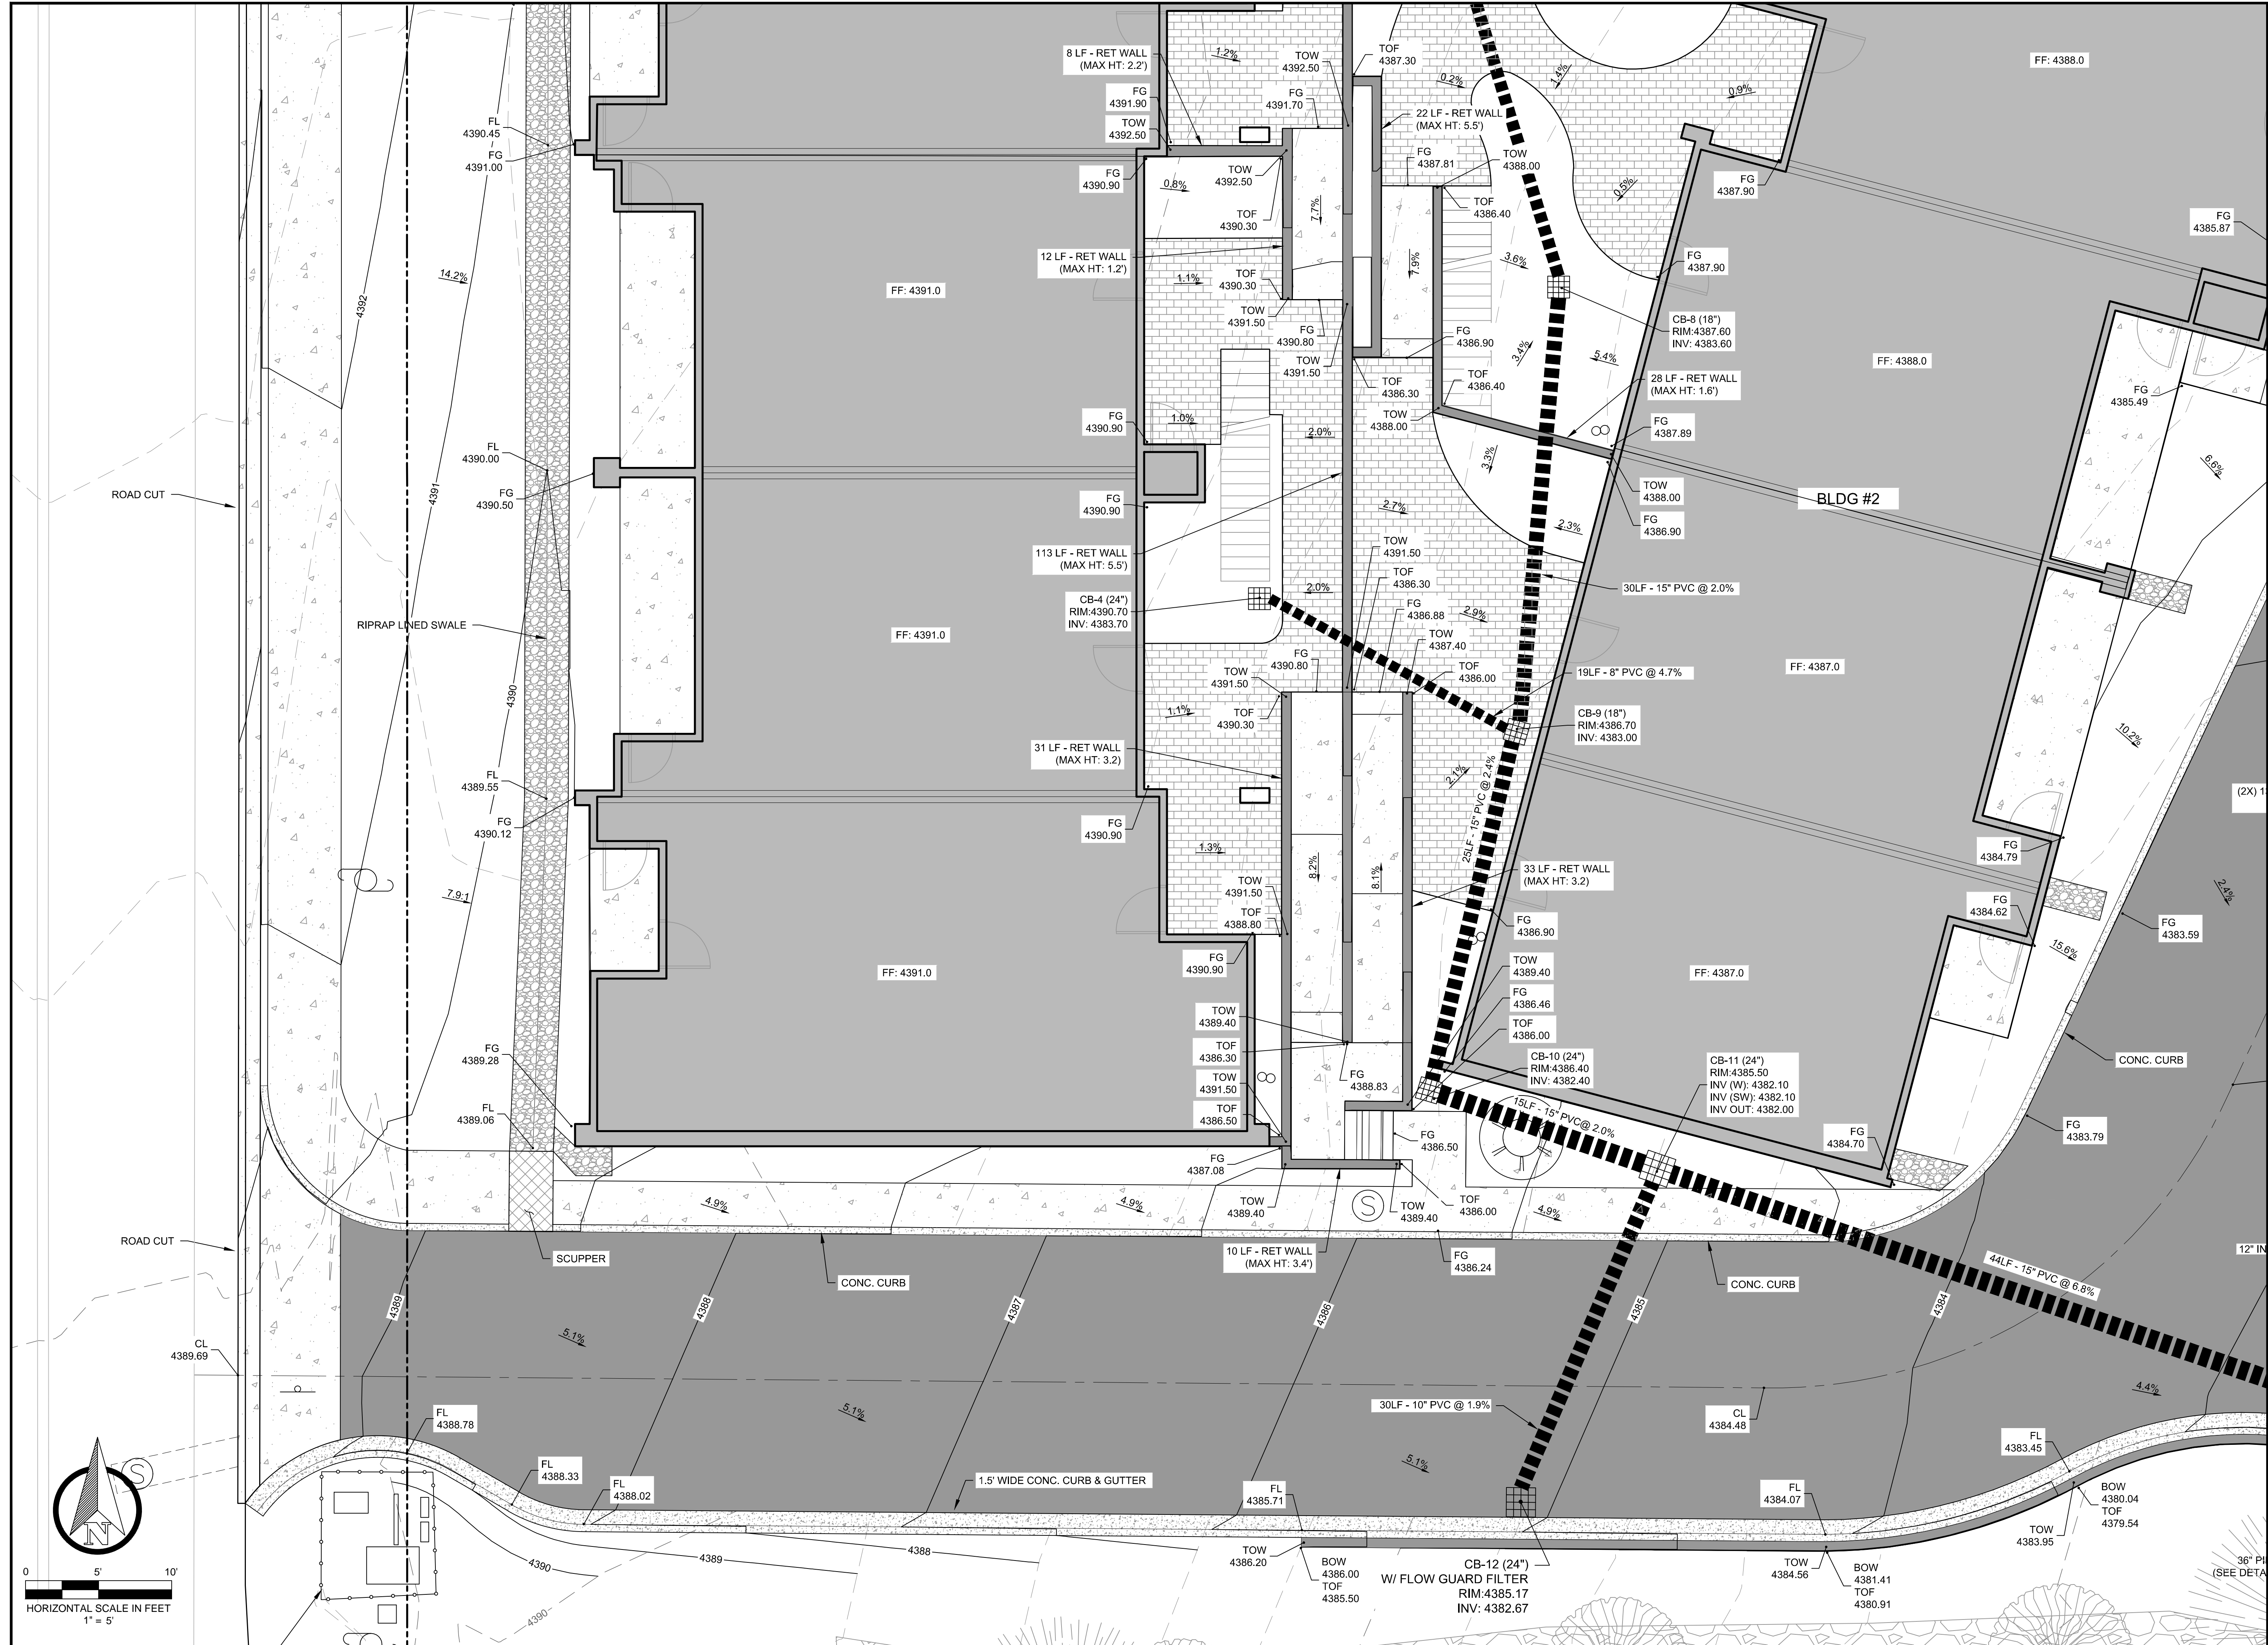 8 LF - RET WALL
(MAX HT: 2.2')
1.2%
TOW
4392.50
TOF
4387.30
0.2%
1.4%
0.9%
FF: 4388.0
FG
4391.90
TOW
4392.50
FG
4391.70
22 LF - RET WALL
(MAX HT: 5.5')
FL
4390.45
FG
4391.00
FG
4390.90
0.8%
TOW
4392.50
TOF
4390.30
7.7%
FG
4387.81
TOW
4388.00
TOF
4386.40
0.5%
FG
4387.90
FG
4385.87
14.2%
4392
12 LF - RET WALL
(MAX HT: 1.2')
1.1%
TOF
4390.30
TOW
4391.50
FG
4390.80
TOW
4391.50
7.9%
3.6%
FG
4387.90
FF: 4391.0
FG
4386.90
3.4%
CB-8 (18")
RIM:4387.60
INV: 4383.60
5.4%
FF: 4388.0
TOF
4386.30
TOF
4386.40
TOW
4388.00
28 LF - RET WALL
(MAX HT: 1.6')
FG
4385.49
FG
4390.90
1.0%
2.0%
3.3%
FG
4387.89
6.6%
ROAD CUT
FL
4390.00
FG
4390.50
4391
FG
4390.90
2.7%
2.3%
TOW
4388.00
FG
4386.90
BLDG #2
113 LF - RET WALL
(MAX HT: 5.5')
TOW
4391.50
TOF
4386.30
30LF - 15" PVC @ 2.0%
CB-4 (24")
RIM:4390.70
INV: 4383.70
2.0%
FG
4386.88
2.9%
RIPRAP LINED SWALE
FF: 4391.0
TOW
4387.40
FG
4390.80
TOF
4386.00
19LF - 8" PVC @ 4.7%
FF: 4387.0
4390
TOW
4391.50
TOF
4390.30
1.1%
CB-9 (18")
RIM:4386.70
INV: 4383.00
10.2%
31 LF - RET WALL
(MAX HT: 3.2)
FL
4389.55
FG
4390.12
2.1%
25LF - 15" PVC @ 2.4%
(2X) 1
FG
4390.90
1.3%
8.2%
8.1%
33 LF - RET WALL
(MAX HT: 3.2)
FG
4384.79
7.9:1
TOW
4391.50
TOF
4388.80
FG
4386.90
FG
4384.62
2.4%
FG
4383.59
15.6%
FG
4390.90
FF: 4391.0
TOW
4389.40
FG
4386.46
TOF
4386.00
FF: 4387.0
TOW
4389.40
TOF
4386.30
TOW
4391.50
TOF
4386.50
FG
4388.83
CB-10 (24")
RIM:4386.40
INV: 4382.40
CB-11 (24")
RIM:4385.50
INV (W): 4382.10
INV (SW): 4382.10
INV OUT: 4382.00
CONC. CURB
FG
4389.28
FL
4389.06
15LF - 15" PVC @ 2.0%
FG
4386.50
FG
4384.70
FG
4383.79
FG
4387.08
4.9%
4.9%
TOW
4389.40
S
TOW
4389.40
TOF
4386.00
4.9%
ROAD CUT
SCUPPER
CONC. CURB
10 LF - RET WALL
(MAX HT: 3.4')
FG
4386.24
CONC. CURB
12" IN
44LF - 15" PVC @ 6.8%
4389
4388
4387
4386
4385
4384
CL
4389.69
5.1%
5.1%
30LF - 10" PVC @ 1.9%
CL
4384.48
4.4%
FL
4388.78
FL
4388.33
FL
4388.02
1.5' WIDE CONC. CURB & GUTTER
FL
4385.71
5.1%
FL
4384.07
FL
4383.45
S
N
BOW
4380.04
TOF
4379.54
TOW
4383.95
4390
4389
4388
4390
TOW
4386.20
BOW
4386.00
TOF
4385.50
CB-12 (24")
W/ FLOW GUARD FILTER
RIM:4385.17
INV: 4382.67
TOW
4384.56
BOW
4381.41
TOF
4380.91
36" PI
(SEE DETA
0 5' 10'
HORIZONTAL SCALE IN FEET
1" = 5'